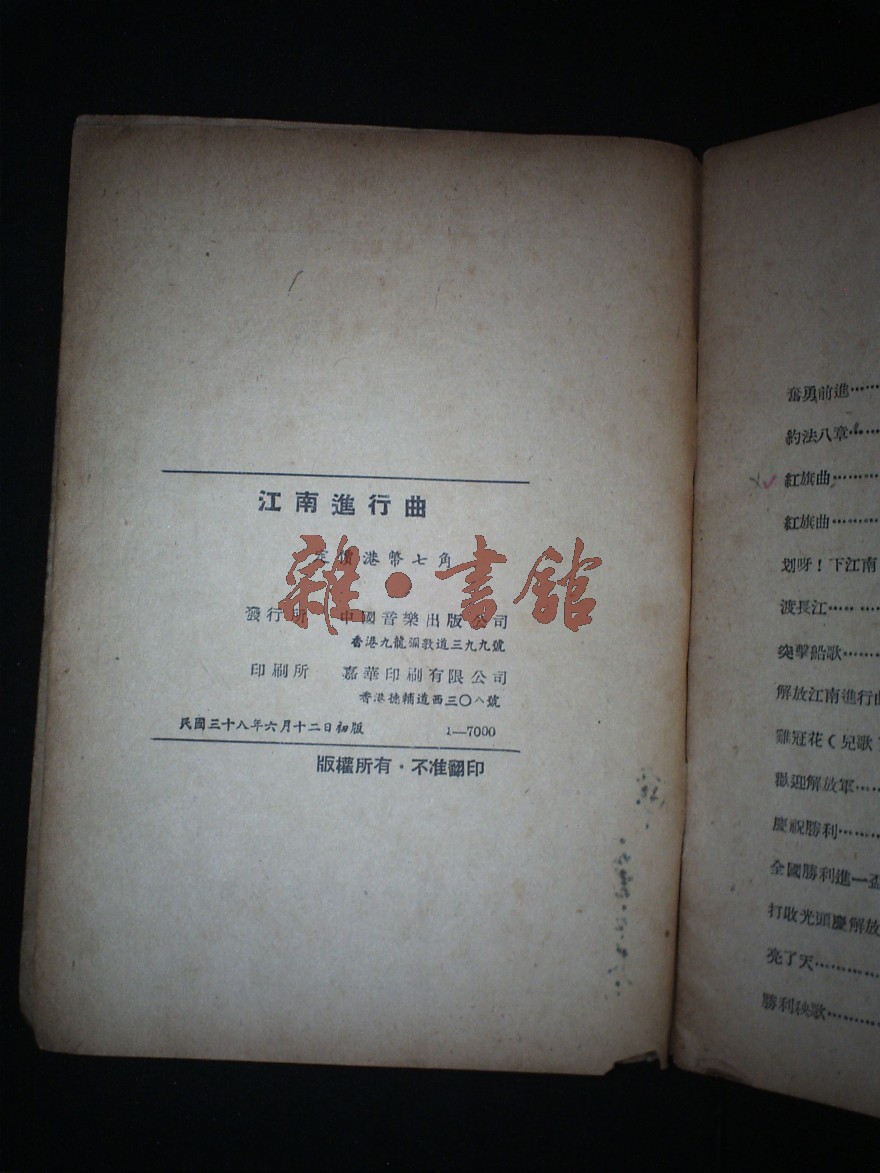 江南進行曲
定價港幣七角
發行所 中國音樂出版公司
香港九龍彌敦道三九九號
印刷所 嘉華印刷有限公司
香港德輔道西三〇八號
民國三十八年六月十二日初版 1—7000
版權所有·不准翻印
雜·書館
奮勇前進……
約法八章……
紅旗曲………
紅旗曲………
划呀！下江南
渡長江……
突擊船歌……
解放江南進行曲
雞冠花（兒歌）
歡迎解放軍……
慶祝勝利……
全國勝利進一盃
打敗光頭慶解放
亮了天………
勝利秧歌………